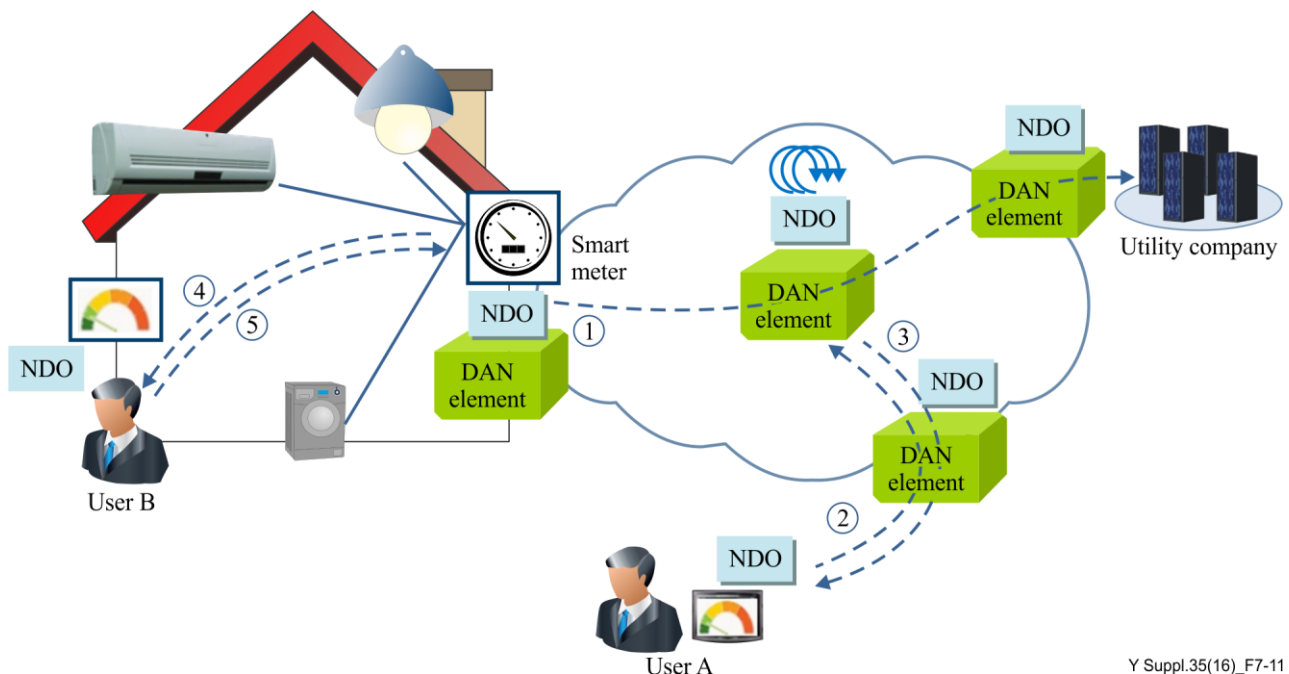 NDO
DAN
element
Utility company
NDO
Smart
meter
DAN
element
NDO
①
④
⑤
NDO
DAN
element
③
NDO
DAN
element
User B
②
NDO
User A
Y Suppl.35(16)_F7-11